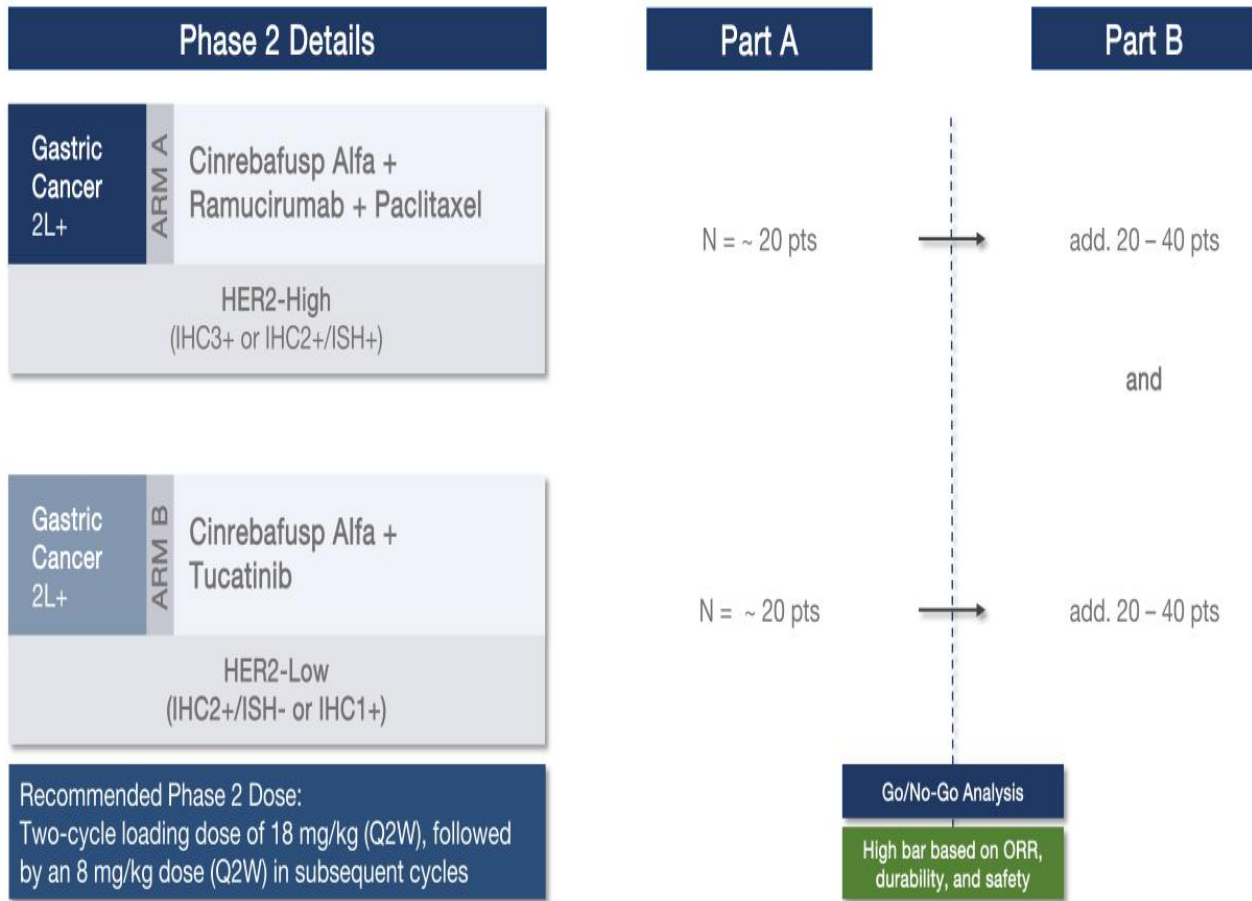 Phase 2 Details
Part A
Part B
Gastric
Cancer
2L+
ARM A
Cinrebafusp Alfa +
Ramucirumab + Paclitaxel
HER2-High
(IHC3+ or IHC2+/ISH+)
N = ~ 20 pts
add. 20 – 40 pts
and
Gastric
Cancer
2L+
ARM B
Cinrebafusp Alfa +
Tucatinib
HER2-Low
(IHC2+/ISH- or IHC1+)
N = ~ 20 pts
add. 20 – 40 pts
Recommended Phase 2 Dose:
Two-cycle loading dose of 18 mg/kg (Q2W), followed
by an 8 mg/kg dose (Q2W) in subsequent cycles
Go/No-Go Analysis
High bar based on ORR,
durability, and safety